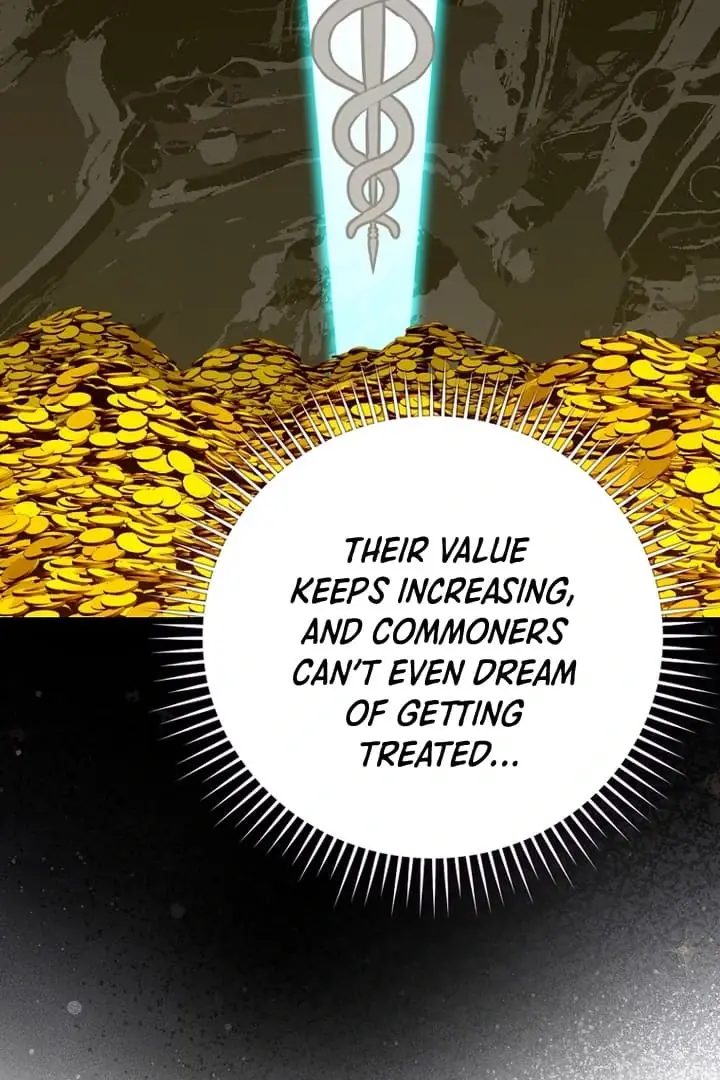 THEIR VALUE
KEEPS INCREASING,
AND COMMONERS
CAN'T EVEN DREAM
OF GETTING
TREATED...